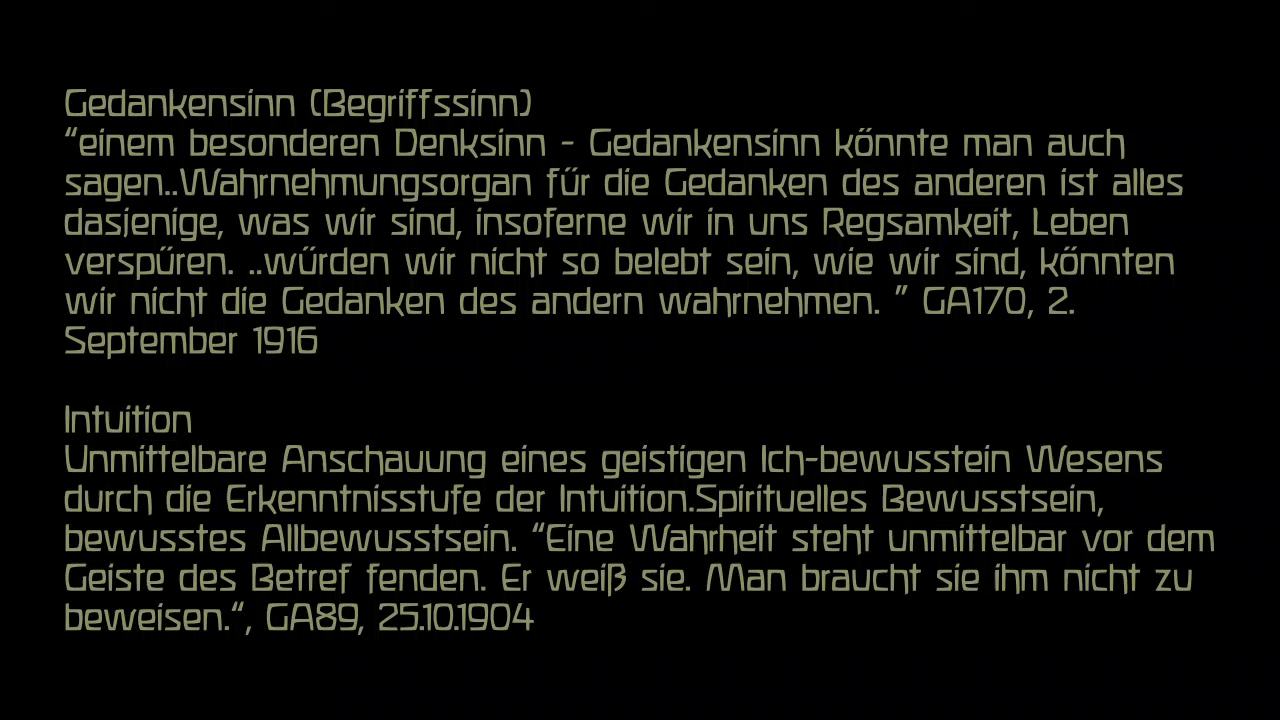 Gedankensinn (Begriffssinn)
“einem besonderen Denksinn - Gedankensinn könnte man auch
sagen..Wahrnehmungsorgan für die Gedanken des anderen ist alles
dasjenige, was wir sind, insoferne wir in uns Regsamkeit, Leben
verspüren. ..würden wir nicht so belebt sein, wie wir sind, könnten
wir nicht die Gedanken des andern wahrnehmen. ” GA170, 2.
September 1916

Intuition
Unmittelbare Anschauung eines geistigen Ich-bewusstein Wesens
durch die Erkenntnisstufe der Intuition.Spirituelles Bewusstsein,
bewusstes Allbewusstsein. “Eine Wahrheit steht unmittelbar vor dem
Geiste des Betref fenden. Er weiß sie. Man braucht sie ihm nicht zu
beweisen.“, GA89, 25.10.1904